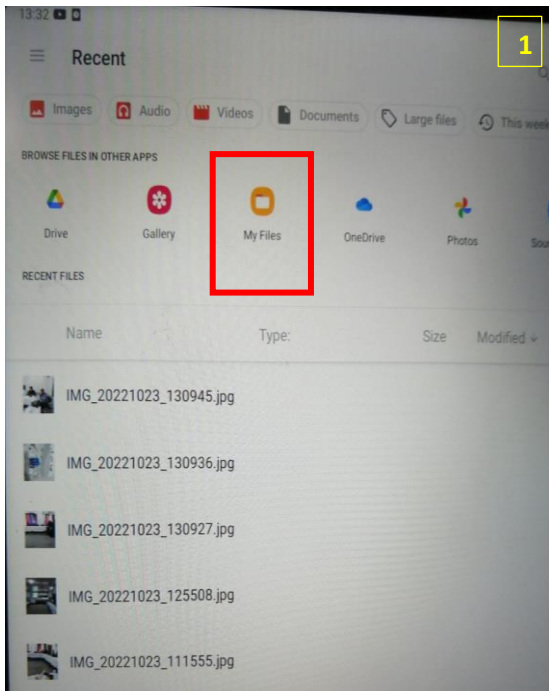 13:32
1
Recent
Images Audio Videos Documents Large files This week
BROWSE FILES IN OTHER APPS
Drive Gallery My Files OneDrive Photos Sou
RECENT FILES
Name Type: Size Modified
IMG_20221023_130945.jpg
IMG_20221023_130936.jpg
IMG_20221023_130927.jpg
IMG_20221023_125508.jpg
IMG_20221023_111555.jpg